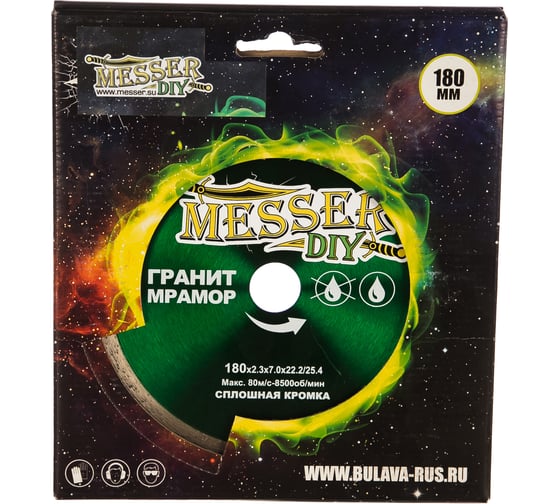 MESSER
DIY
www.messer.su
180
ММ
MESSER
DIY
ГРАНИТ
МРАМОР
180x2.3x7.0x22.2/25.4
Макс. 80м/с-8500об/мин
СПЛОШНАЯ КРОМКА
WWW.BULAVA-RUS.RU